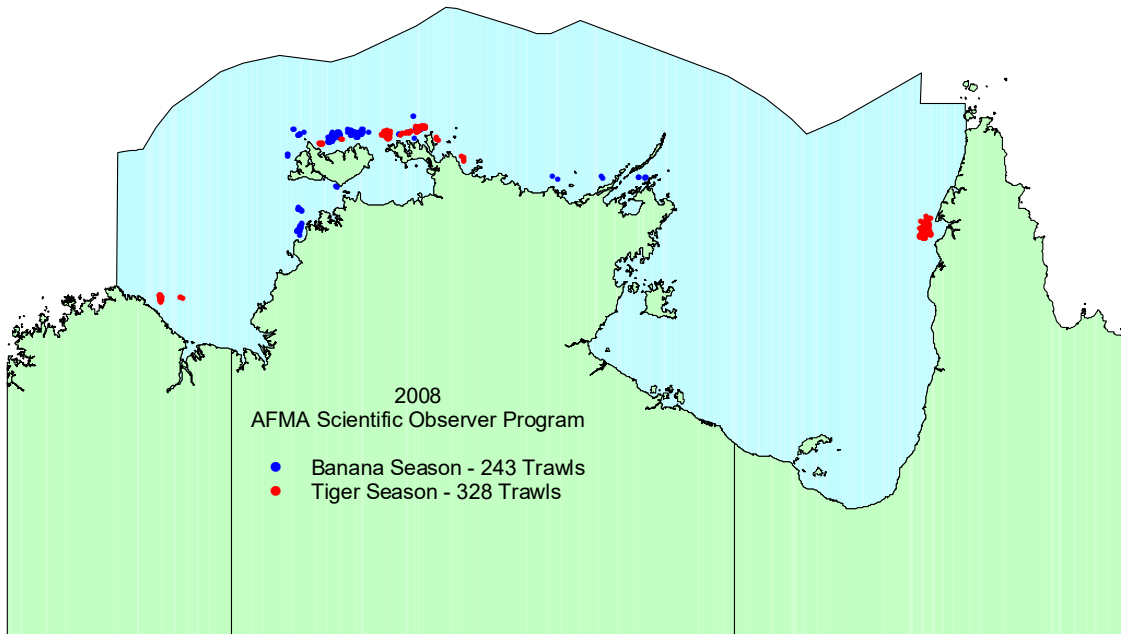 2008
AFMA Scientific Observer Program
Banana Season - 243 Trawls
Tiger Season - 328 Trawls